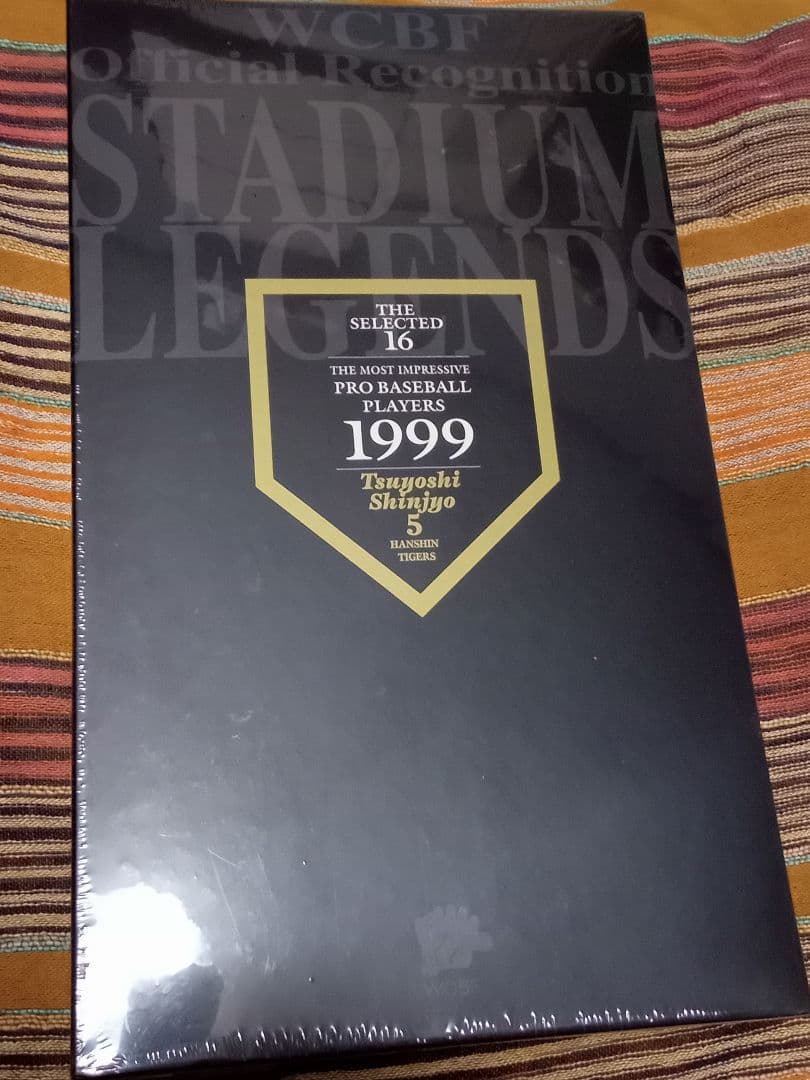 WCBF
Official Recognition
STADIUM
LEGENDS
THE
SELECTED
16
THE MOST IMPRESSIVE
PRO BASEBALL
PLAYERS
1999
Tsuyoshi
Shinjyo
5
HANSHIN
TIGERS